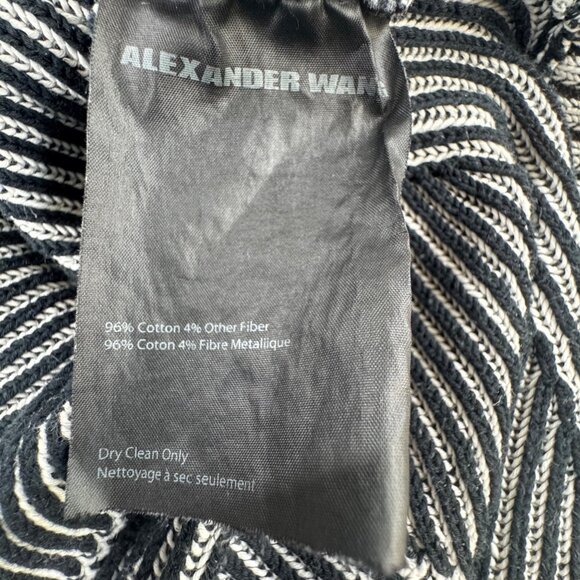 ALEXANDER WANG
96% Cotton 4% Other Fiber
96% Coton 4% Fibre Metallique
Dry Clean Only
Nettoyage à sec seulement